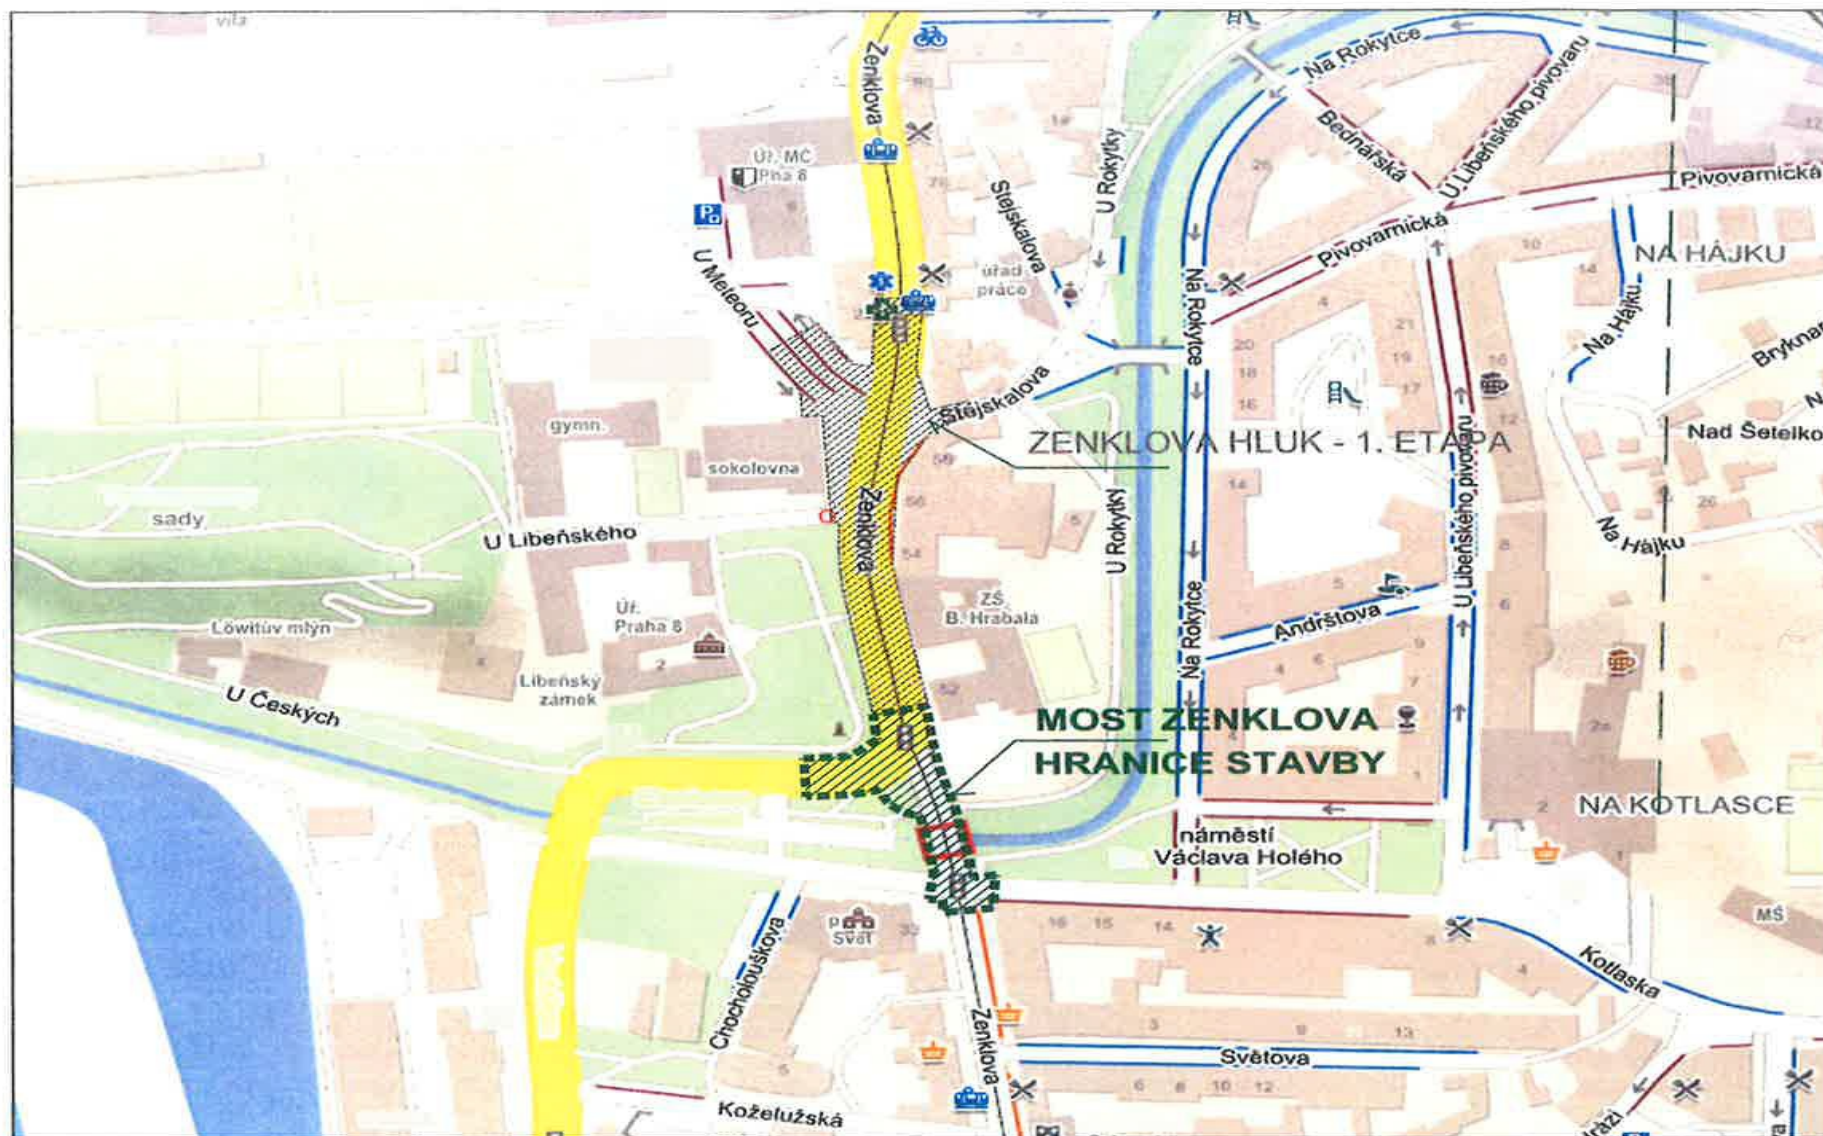 vila
Zenklova
Na Rokytce
U Libeňského pivovaru
Bednářská
Úř. MČ
Pha 8
U Rokytky
Stejskalova
Pivovarnická
Pivovarnická
NA HÁJKU
úřad
práce
U Meteoru
Na Rokytce
Na Hájku
Stejskalova
gymn.
sokolovna
ZENKLOVA HLUK - 1. ETAPA
Nad Šetelko
sady
U Libeňského
Zenklova
U Rokytky
U Libeňského pivovaru
Na Hájku
Úř.
Praha 8
ZŠ
B. Hrabala
Andrštova
Na Rokytce
Löwitův mlýn
Libeňský
zámek
U Českých
MOST ZENKLOVA
HRANICE STAVBY
NA KOTLASCE
náměstí
Václava Holého
MŠ
Svět
Chocholouškova
Kotlaska
Zenklova
Světova
Koželužská